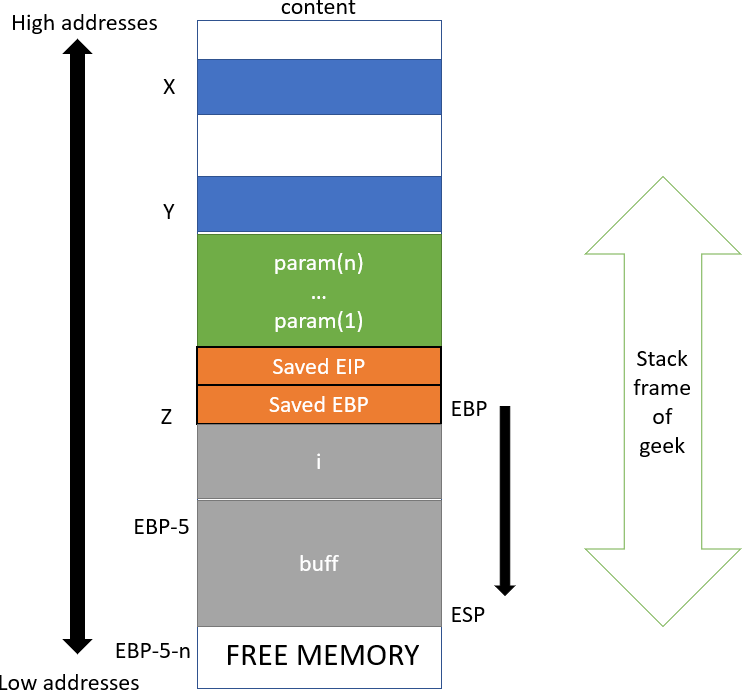 content
High addresses
X
Y
param(n)
...
param(1)
Saved EIP
Saved EBP
Z
EBP
i
EBP-5
buff
ESP
EBP-5-n
FREE MEMORY
Low addresses
Stack
frame
of
geek